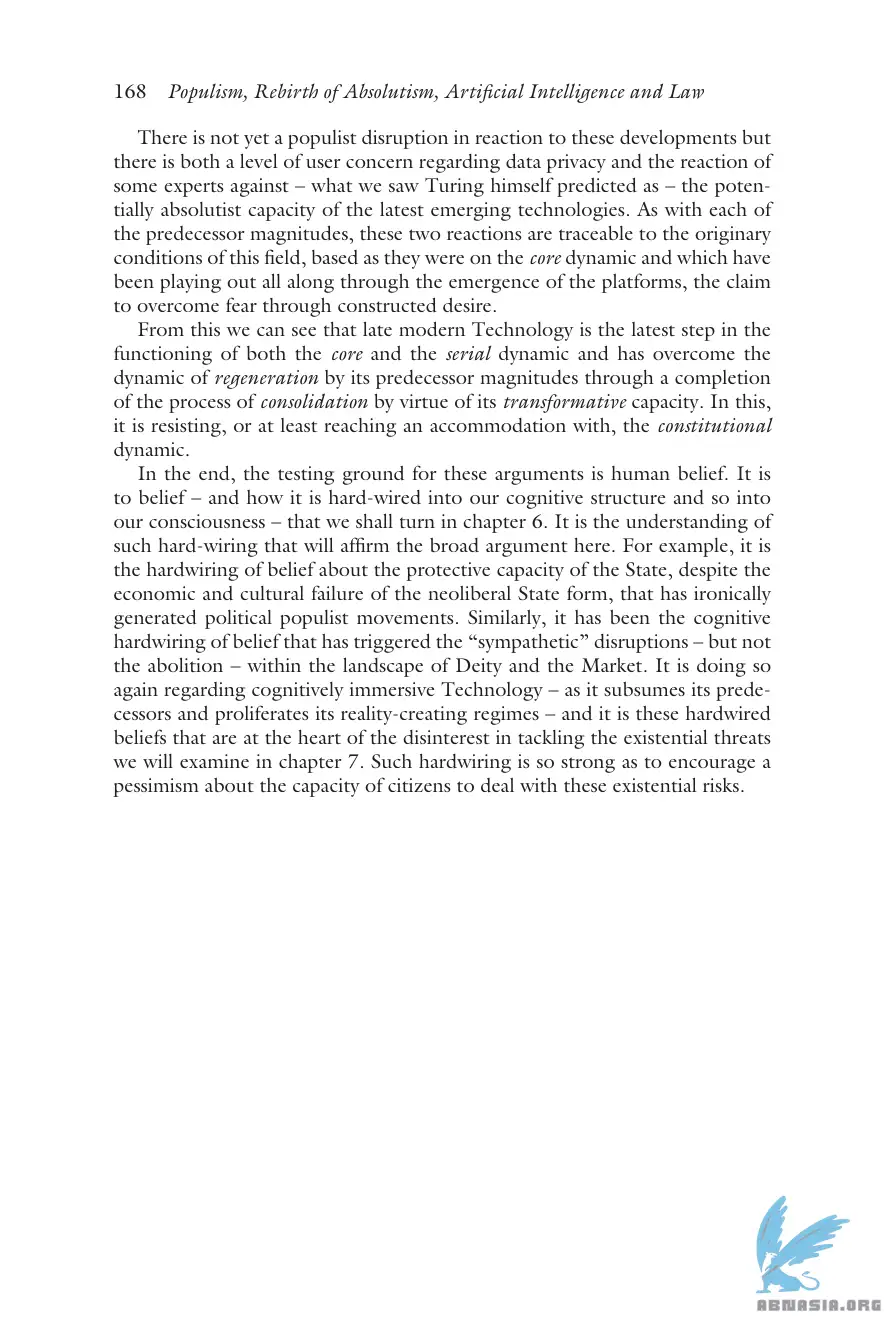 168 Populism, Rebirth of Absolutism, Artificial Intelligence and Law
There is not yet a populist disruption in reaction to these developments but
there is both a level of user concern regarding data privacy and the reaction of
some experts against – what we saw Turing himself predicted as – the poten-
tially absolutist capacity of the latest emerging technologies. As with each of
the predecessor magnitudes, these two reactions are traceable to the originary
conditions of this field, based as they were on the core dynamic and which have
been playing out all along through the emergence of the platforms, the claim
to overcome fear through constructed desire.
From this we can see that late modern Technology is the latest step in the
functioning of both the core and the serial dynamic and has overcome the
dynamic of regeneration by its predecessor magnitudes through a completion
of the process of consolidation by virtue of its transformative capacity. In this,
it is resisting, or at least reaching an accommodation with, the constitutional
dynamic.
In the end, the testing ground for these arguments is human belief. It is
to belief – and how it is hard-wired into our cognitive structure and so into
our consciousness – that we shall turn in chapter 6. It is the understanding of
such hard-wiring that will affirm the broad argument here. For example, it is
the hardwiring of belief about the protective capacity of the State, despite the
economic and cultural failure of the neoliberal State form, that has ironically
generated political populist movements. Similarly, it has been the cognitive
hardwiring of belief that has triggered the “sympathetic” disruptions – but not
the abolition – within the landscape of Deity and the Market. It is doing so
again regarding cognitively immersive Technology – as it subsumes its prede-
cessors and proliferates its reality-creating regimes – and it is these hardwired
beliefs that are at the heart of the disinterest in tackling the existential threats
we will examine in chapter 7. Such hardwiring is so strong as to encourage a
pessimism about the capacity of citizens to deal with these existential risks.
ABNASIA.ORG